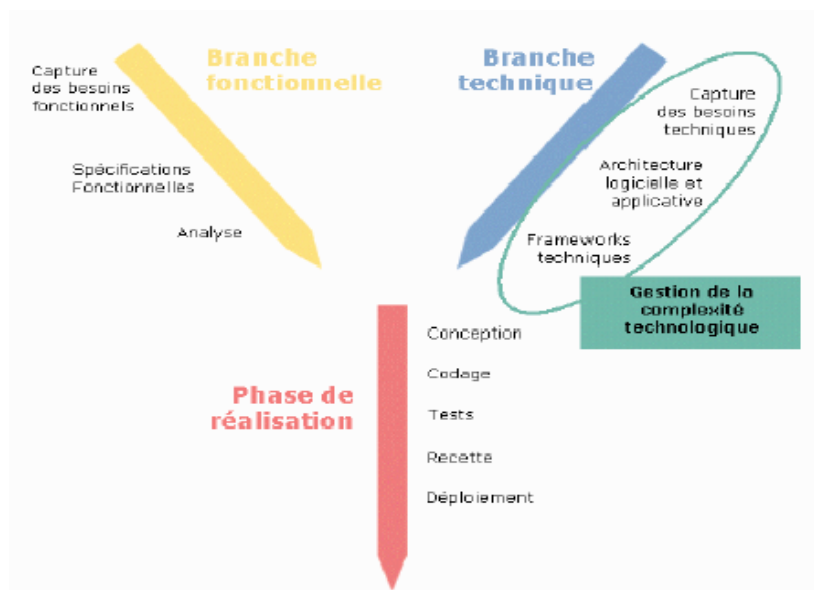 Branche
fonctionnelle
Capture
des besoins
fonctionnels
Spécifications
Fonctionnelles
Analyse
Branche
technique
Capture
des besoins
techniques
Architecture
logicielle et
applicative
Frameworks
techniques
Gestion de la
complexité
technologique
Phase de
réalisation
Conception
Codage
Tests
Recette
Déploiement